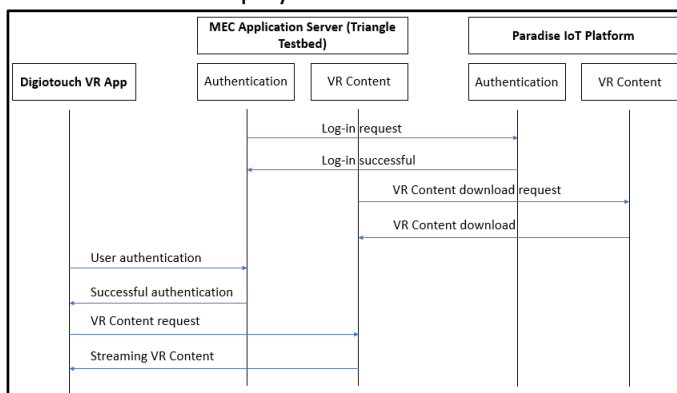 MEC Application Server (Triangle
Testbed)
Paradise IoT Platform
Digiotouch VR App
Authentication
VR Content
Authentication
VR Content
Log-in request
Log-in successful
VR Content download request
VR Content download
User authentication
Successful authentication
VR Content request
Streaming VR Content